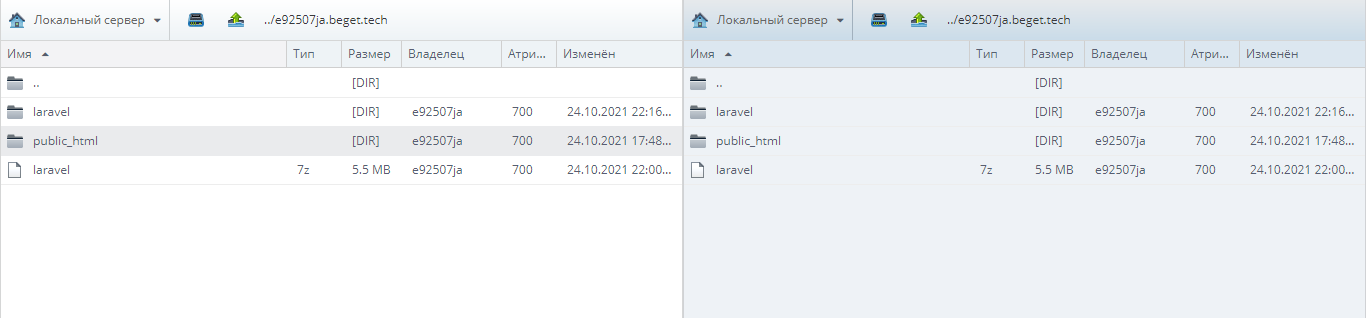 Локальный сервер ../e92507ja.beget.tech Локальный сервер ../e92507ja.beget.tech
Имя Тип Размер Владелец Атри... Изменён Имя Тип Размер Владелец Атри... Изменён
.. [DIR] .. [DIR]
laravel [DIR] e92507ja 700 24.10.2021 22:16... laravel [DIR] e92507ja 700 24.10.2021 22:16...
public_html [DIR] e92507ja 700 24.10.2021 17:48... public_html [DIR] e92507ja 700 24.10.2021 17:48...
laravel 7z 5.5 MB e92507ja 700 24.10.2021 22:00... laravel 7z 5.5 MB e92507ja 700 24.10.2021 22:00...